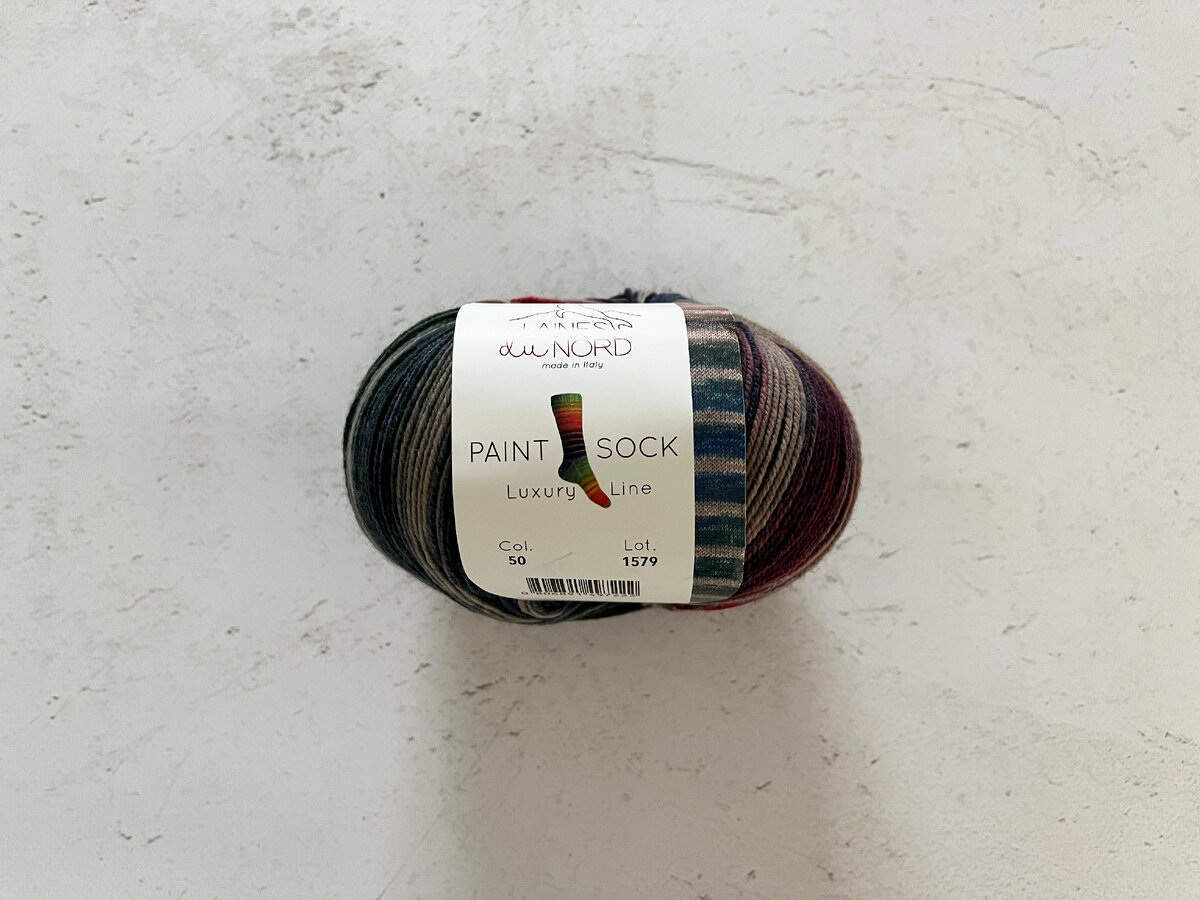 LAINES
du NORD
made in Italy
PAINT SOCK
Luxury Line
Col. Lot.
50 1579